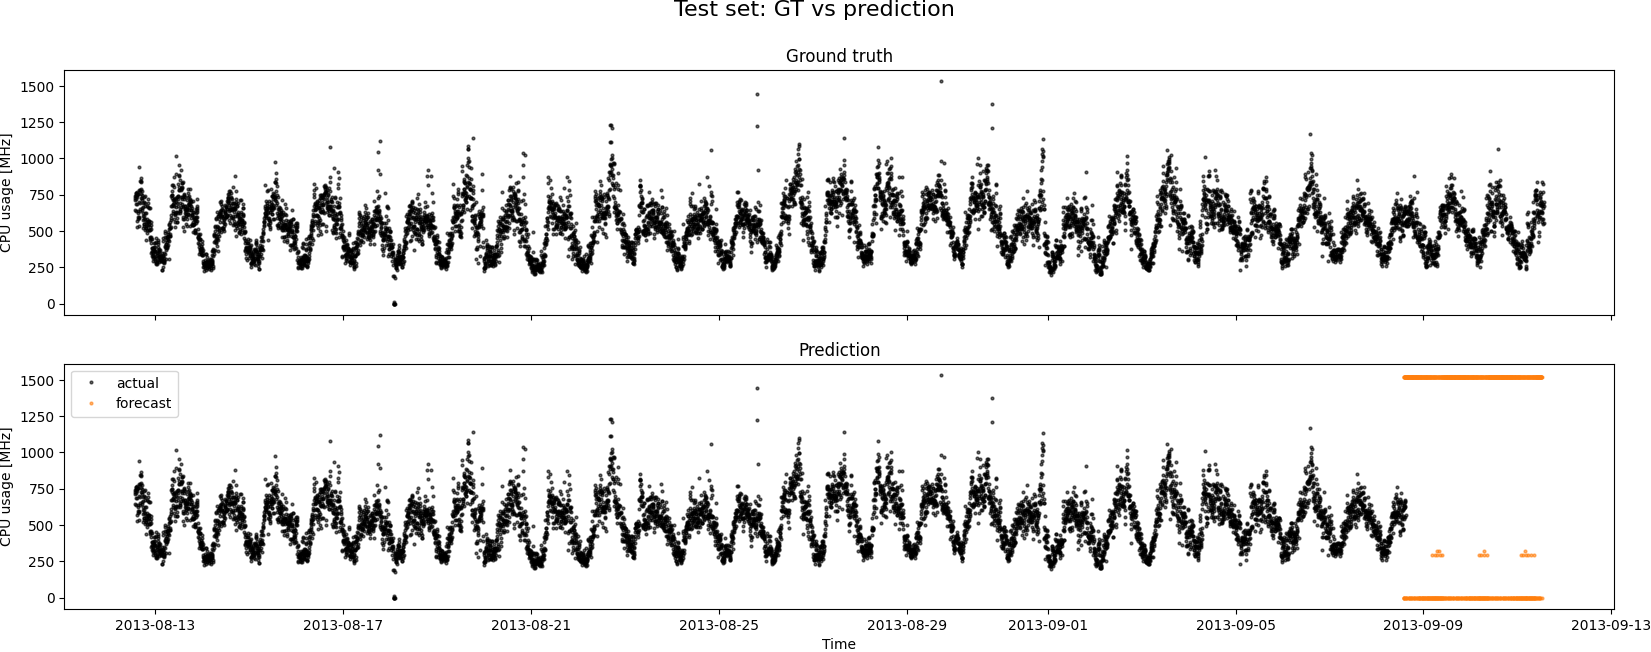 Test set: GT vs prediction
Ground truth
CPU usage [MHz]
1500
1250
1000
750
500
250
0
Prediction
CPU usage [MHz]
1500
1250
1000
750
500
250
0
actual
forecast
2013-08-13 2013-08-17 2013-08-21 2013-08-25 2013-08-29 2013-09-01 2013-09-05 2013-09-09 2013-09-13
Time